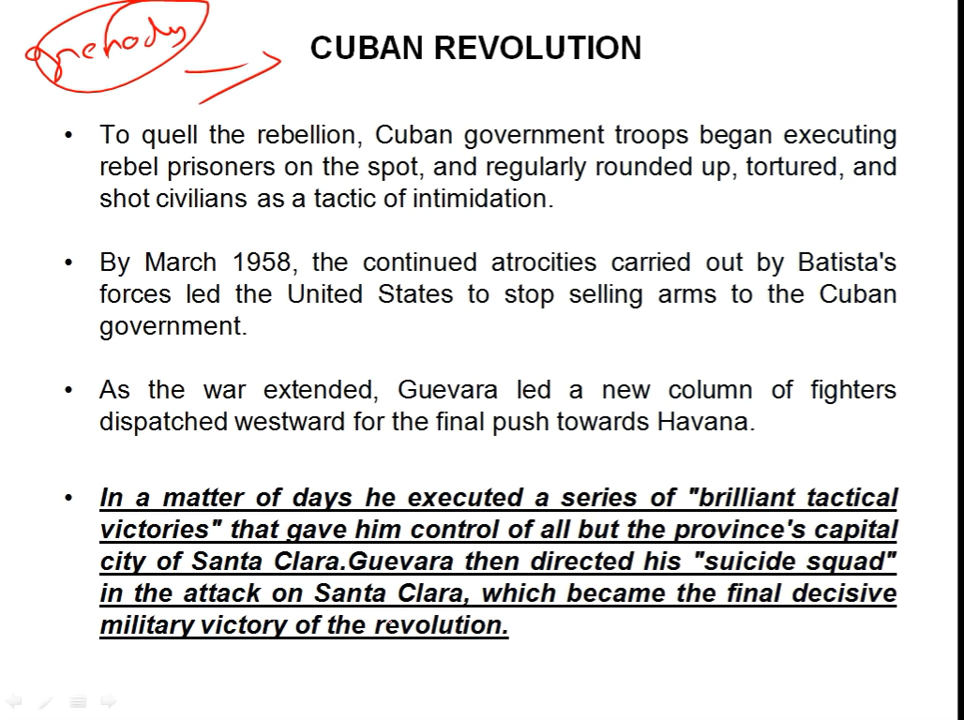 CUBAN REVOLUTION
• To quell the rebellion, Cuban government troops began executing
rebel prisoners on the spot, and regularly rounded up, tortured, and
shot civilians as a tactic of intimidation.
• By March 1958, the continued atrocities carried out by Batista's
forces led the United States to stop selling arms to the Cuban
government.
• As the war extended, Guevara led a new column of fighters
dispatched westward for the final push towards Havana.
• In a matter of days he executed a series of "brilliant tactical
victories" that gave him control of all but the province's capital
city of Santa Clara.Guevara then directed his "suicide squad"
in the attack on Santa Clara, which became the final decisive
military victory of the revolution.